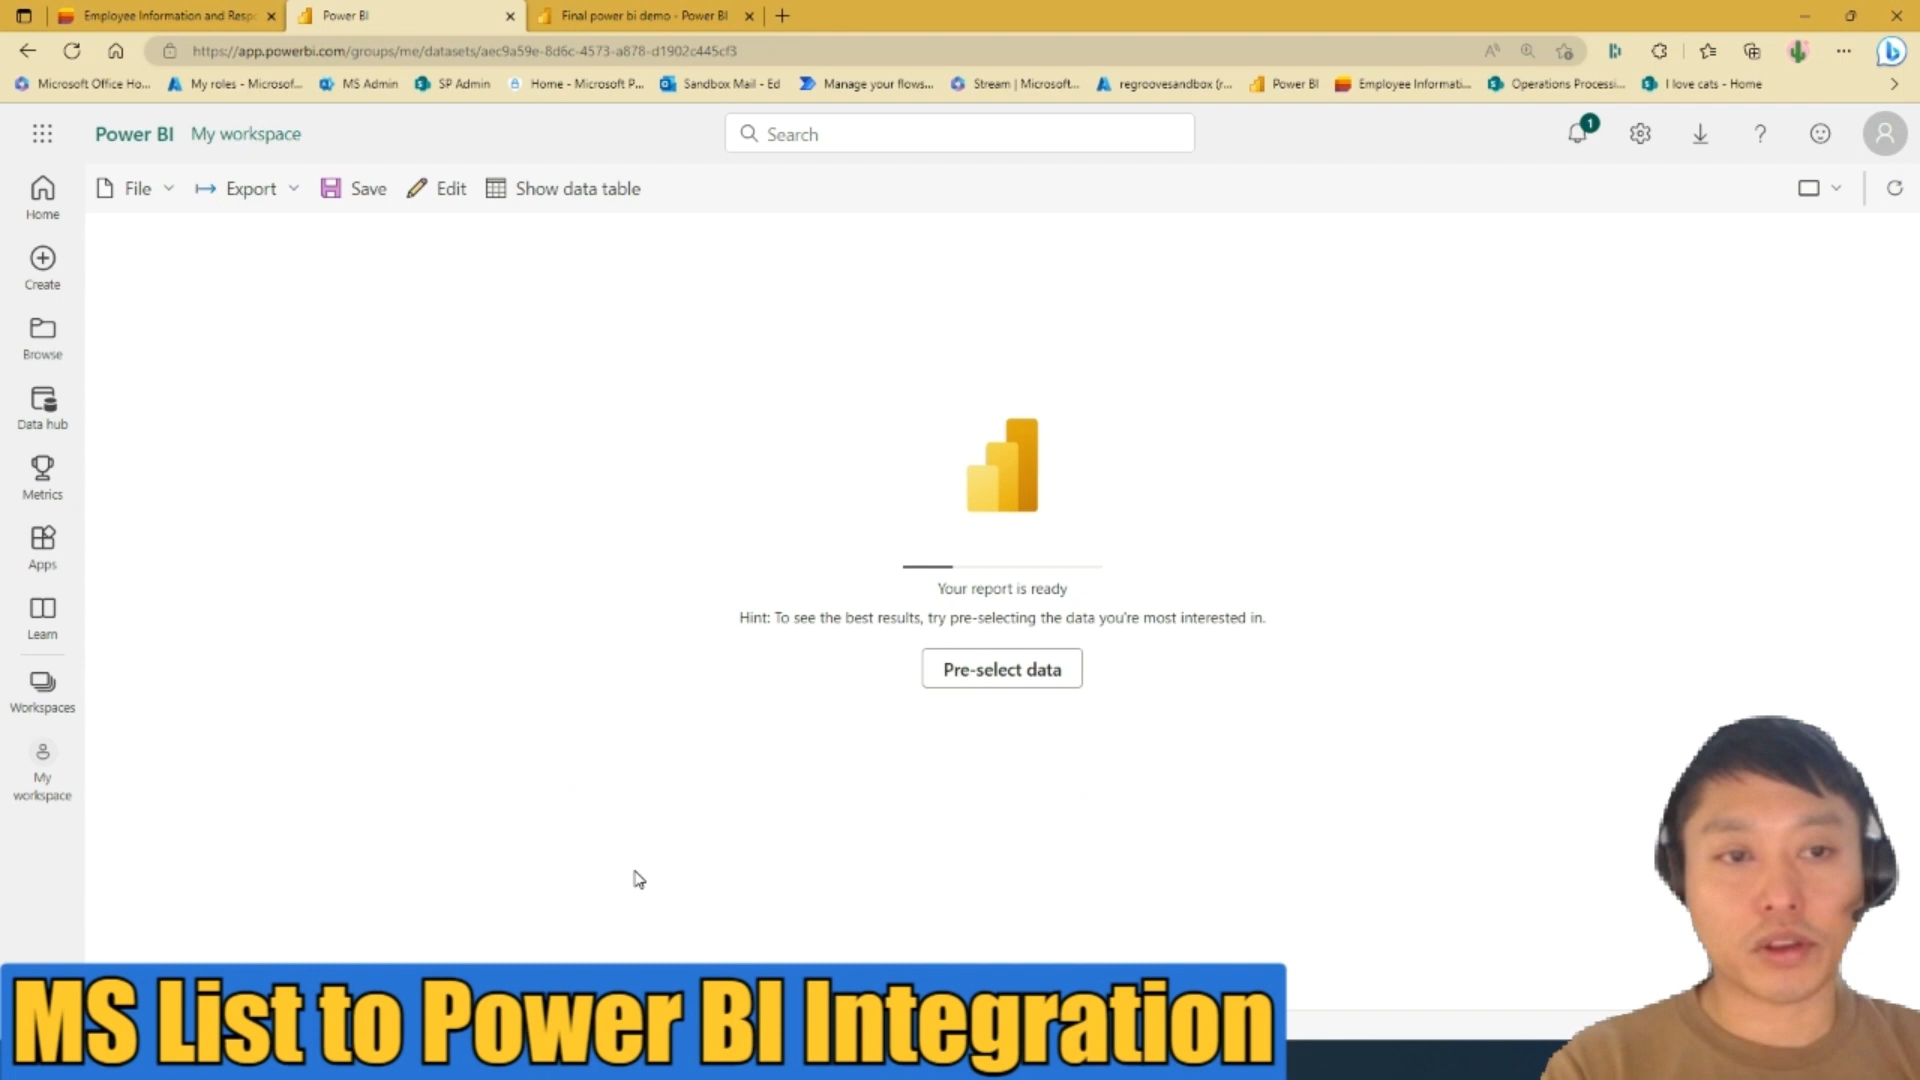 Employee Information and Resp
Power BI
Final power bi demo - Power BI
https://app.powerbi.com/groups/me/datasets/aec9a59e-8d6c-4573-a878-d1902c445cf3
Microsoft Office Ho...
My roles - Microsof...
MS Admin
SP Admin
Home - Microsoft P...
Sandbox Mail - Ed
Manage your flows...
Stream | Microsoft...
regroovesandbox (r...
Power BI
Employee Informati...
Operations Processi...
I love cats - Home
Power BI
My workspace
Search
1
File
Export
Save
Edit
Show data table
Home
Create
Browse
Data hub
Metrics
Apps
Learn
Workspaces
My
workspace
Your report is ready
Hint: To see the best results, try pre-selecting the data you're most interested in.
Pre-select data
MS List to Power BI Integration